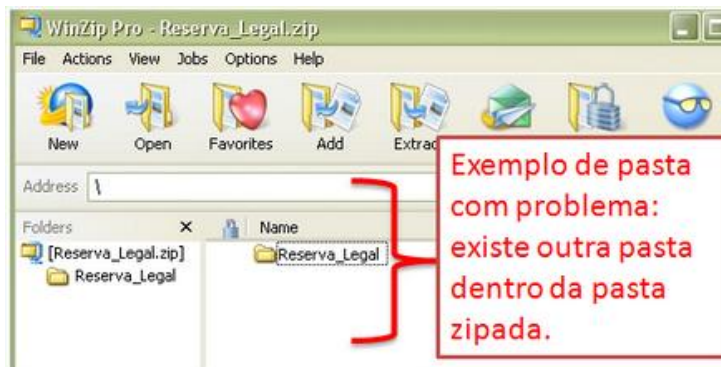 WinZip Pro - Reserva_Legal.zip
File Actions View Jobs Options Help
New Open Favorites Add
Address \
Exemplo de pasta
com problema:
existe outra pasta
dentro da pasta
zipada.
Folders Name
[Reserva_Legal.zip] Reserva_Legal
Reserva_Legal